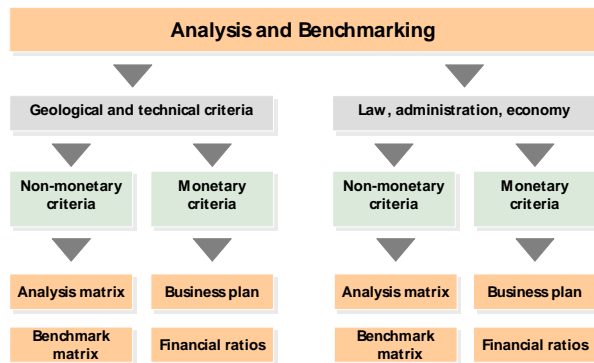 Analysis and Benchmarking
Geological and technical criteria
Law, administration, economy
Non-monetary
criteria
Monetary
criteria
Non-monetary
criteria
Monetary
criteria
Analysis matrix
Business plan
Analysis matrix
Business plan
Benchmark
matrix
Financial ratios
Benchmark
matrix
Financial ratios